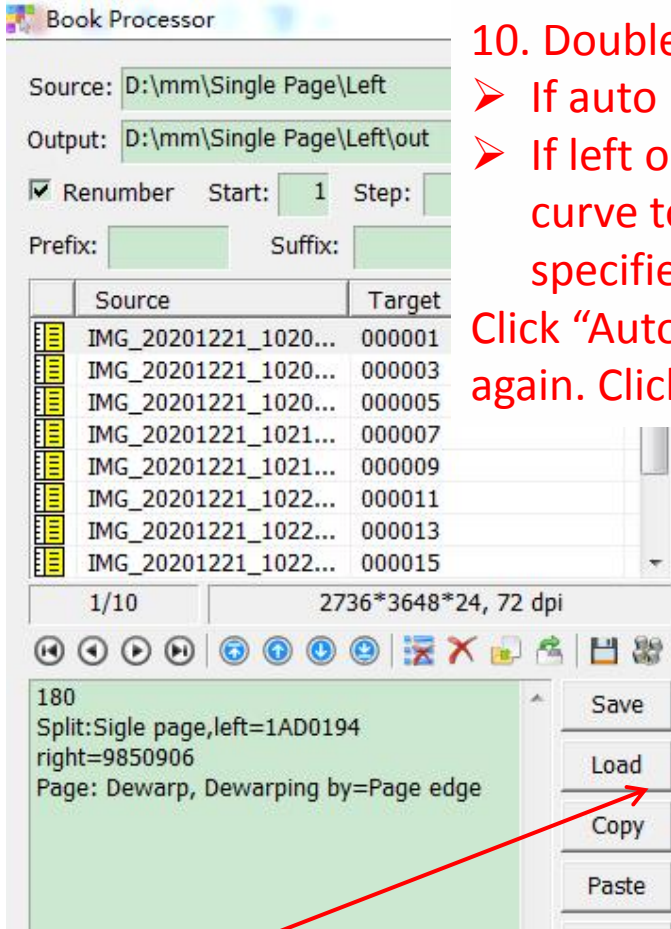 Book Processor
Source: D:\mm\Single Page\Left
Output: D:\mm\Single Page\Left\out
Renumber Start: 1 Step:
Prefix: Suffix:
Source Target
IMG_20201221_1020... 000001
IMG_20201221_1020... 000003
IMG_20201221_1020... 000005
IMG_20201221_1021... 000007
IMG_20201221_1021... 000009
IMG_20201221_1022... 000011
IMG_20201221_1022... 000013
IMG_20201221_1022... 000015
1/10 2736*3648*24, 72 dpi
180
Split:Sigle page,left=1AD0194
right=9850906
Page: Dewarp, Dewarping by=Page edge
Save
Load
Copy
Paste
10. Double
➢ If auto
➢ If left o
curve t
specifie
Click “Auto
again. Click